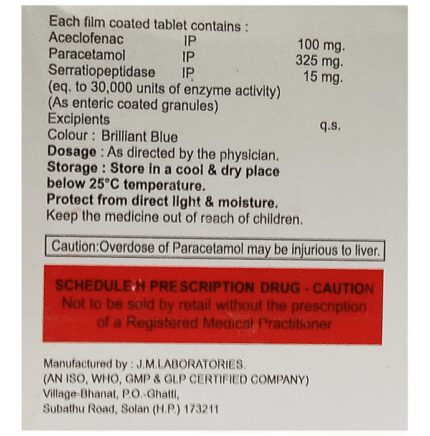 Each film coated tablet contains :
Aceclofenac IP 100 mg.
Paracetamol IP 325 mg.
Serratiopeptidase IP 15 mg.
(eq. to 30,000 units of enzyme activity)
(As enteric coated granules)
Excipients q.s.
Colour : Brilliant Blue
Dosage : As directed by the physician.
Storage : Store in a cool & dry place
below 25°C temperature.
Protect from direct light & moisture.
Keep the medicine out of reach of children.
Caution:Overdose of Paracetamol may be injurious to liver.
SCHEDULE H PRESCRIPTION DRUG - CAUTION
Not to be sold by retail without the prescription
of a Registered Medical Practitioner
Manufactured by : J.M.LABORATORIES.
(AN ISO, WHO, GMP & GLP CERTIFIED COMPANY)
Village-Bhanat, P.O.-Ghatti,
Subathu Road, Solan (H.P.) 173211